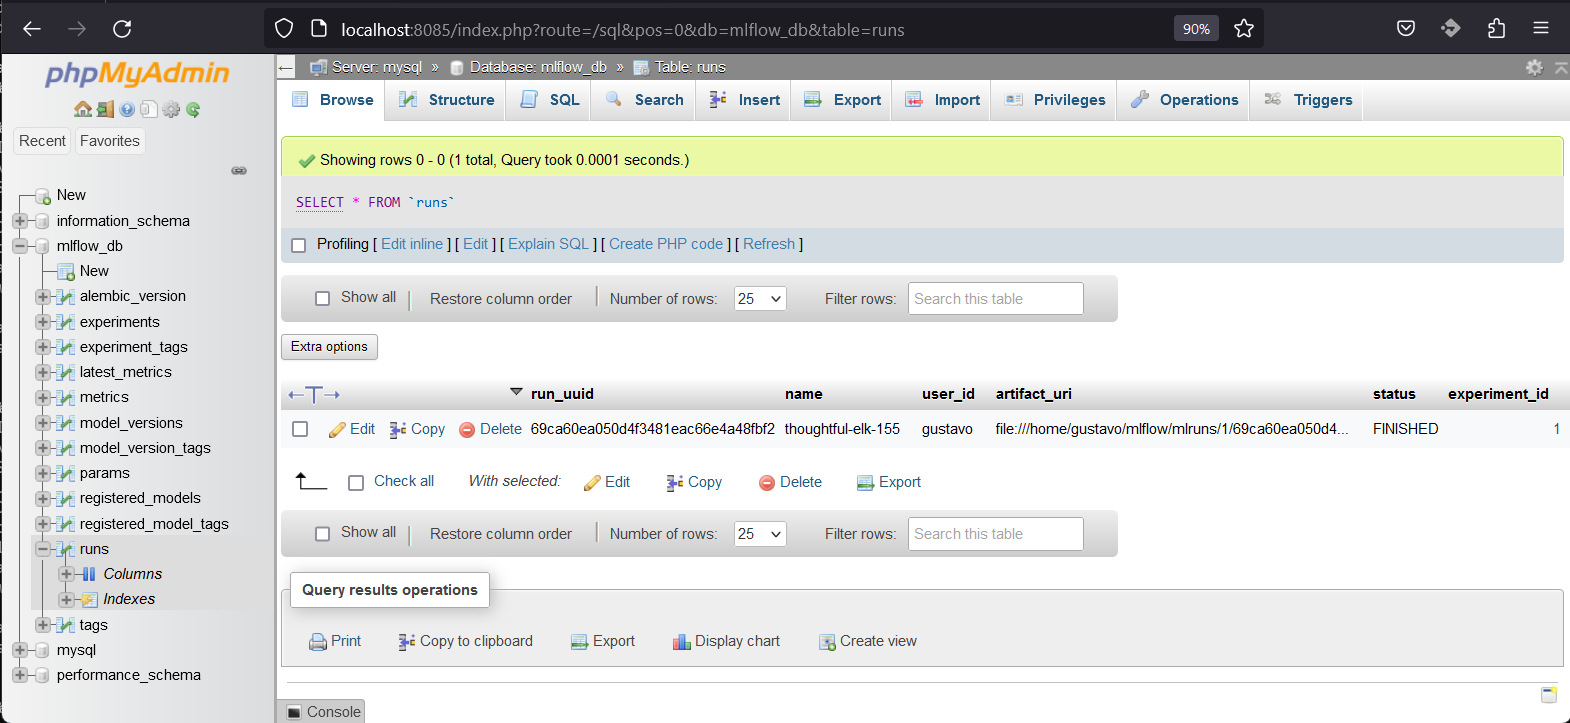 localhost:8085/index.php?route=/sql&pos=0&db=mlflow_db&table=runs 90%
phpMyAdmin
Recent Favorites
New
information_schema
mlflow_db
New
alembic_version
experiments
experiment_tags
latest_metrics
metrics
model_versions
model_version_tags
params
registered_models
registered_model_tags
runs
Columns
Indexes
tags
mysql
performance_schema
Server: mysql » Database: mlflow_db » Table: runs
Browse Structure SQL Search Insert Export Import Privileges Operations Triggers
Showing rows 0 - 0 (1 total, Query took 0.0001 seconds.)
SELECT * FROM `runs`
Profiling [ Edit inline ] [ Edit ] [ Explain SQL ] [ Create PHP code ] [ Refresh ]
Show all Restore column order Number of rows: 25 Filter rows: Search this table
Extra options
run_uuid name user_id artifact_uri status experiment_id
Edit Copy Delete 69ca60ea050d4f3481eac66e4a48fbf2 thoughtful-elk-155 gustavo file:///home/gustavo/mlflow/mlruns/1/69ca60ea050d4... FINISHED 1
Check all With selected: Edit Copy Delete Export
Show all Restore column order Number of rows: 25 Filter rows: Search this table
Query results operations
Print Copy to clipboard Export Display chart Create view
Console